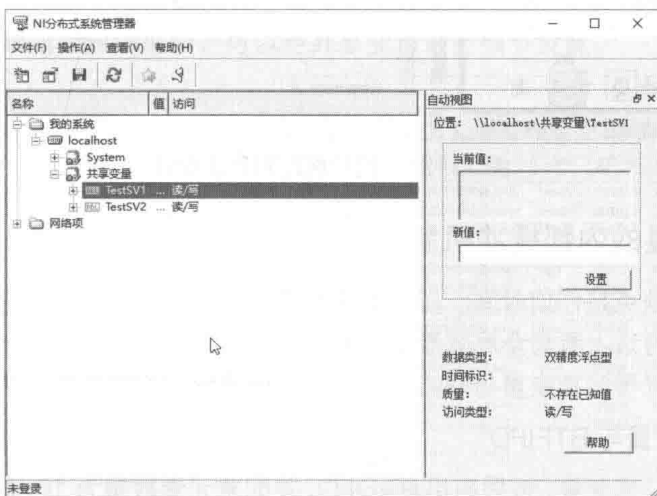 NI分布式系统管理器
文件(F) 操作(A) 查看(V) 帮助(H)
名称 值 访问
我的系统
localhost
System
共享变量
TestSV1 ... 读/写
TestSV2 ... 读/写
网络项
自动视图
位置: \\localhost\共享变量\TestSV1
当前值:
新值:
设置
数据类型: 双精度浮点型
时间标识:
质量: 不存在已知值
访问类型: 读/写
帮助
未登录